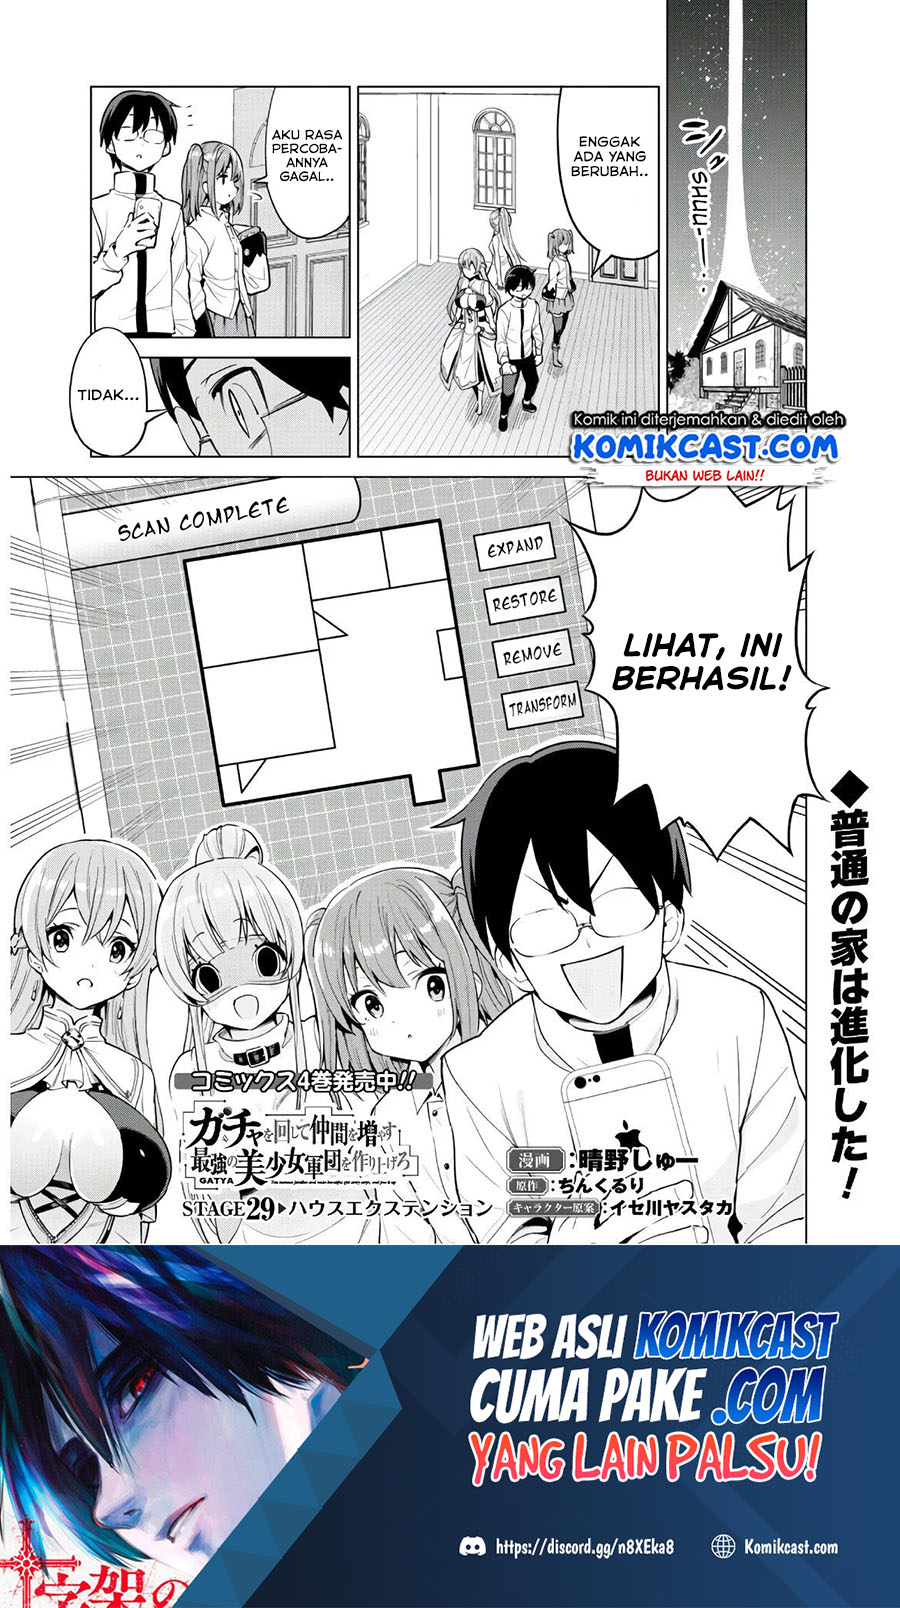 シュゥ
SHUU-—..
ENGGAK
ADA YANG
BERUBAH..
AKU RASA
PERCOBA-
ANNYA
GAGAL..
TIDAK...
Komik ini diterjemahkan & diedit oleh
KOMIKCAST.COM
BUKAN WEB LAIN!!
SCAN COMPLETE
EXPAND
RESTORE
REMOVE
TRANSFORM
LIHAT, INI
BERHASIL!
◆普通の家は進化した！
コミックス4巻発売中!!
ガチャを回して仲間を増やす
最強の美少女軍団を作り上げろ
GATYA
STAGE29▶ハウスエクステンション
漫画:晴野しゅー
原作:ちんくるり
キャラクター原案:イセ川ヤスタカ
WEB ASLI KOMIKCAST
CUMA PAKE .COM
YANG LAIN PALSU!
https://discord.gg/n8XEka8
Komikcast.com
十字架の